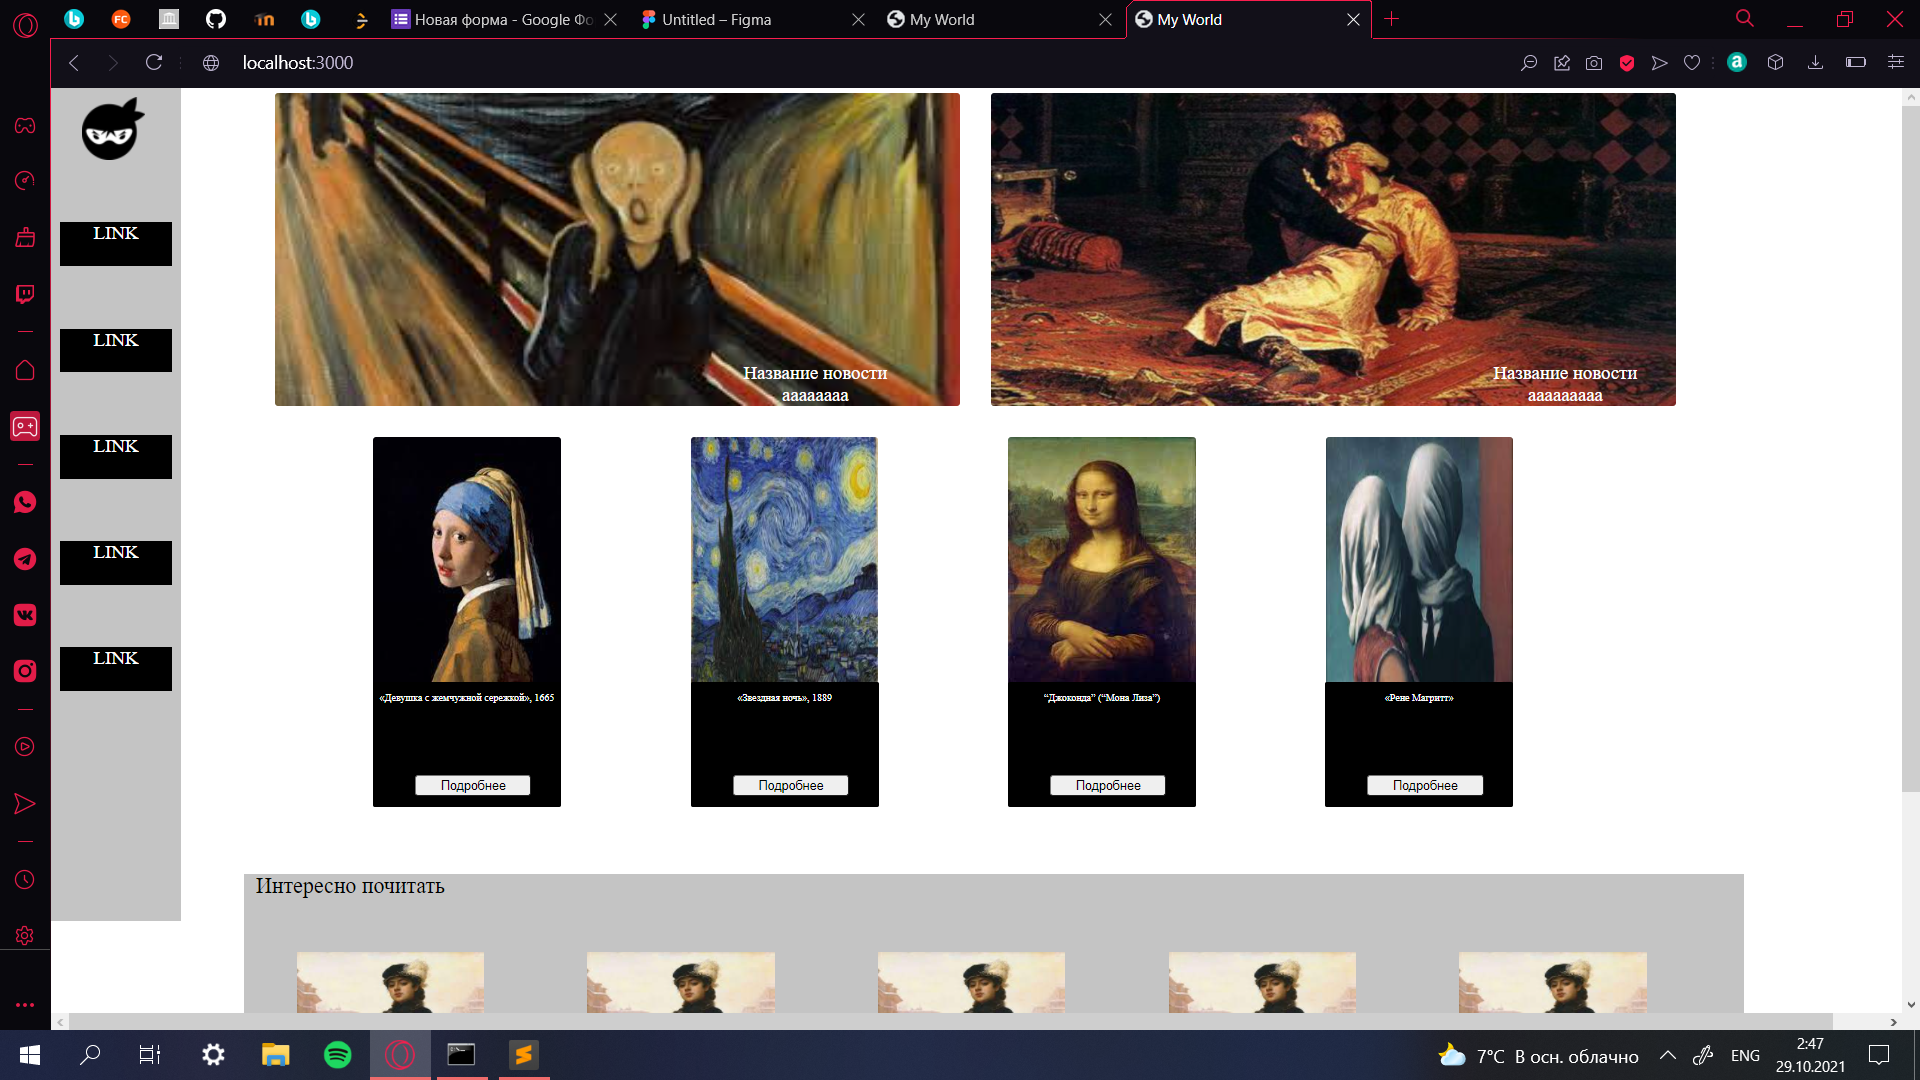 FC
Новая форма - Google Фо
Untitled – Figma
My World
My World
localhost:3000
LINK
LINK
LINK
LINK
LINK
Название новости
аааааааа
Название новости
ааааааааа
«Девушка с жемчужной сережкой», 1665
«Звездная ночь», 1889
“Джоконда” (“Мона Лиза”)
«Рене Магритт»
Подробнее
Подробнее
Подробнее
Подробнее
Интересно почитать
7°C В осн. облачно
ENG
2:47
29.10.2021